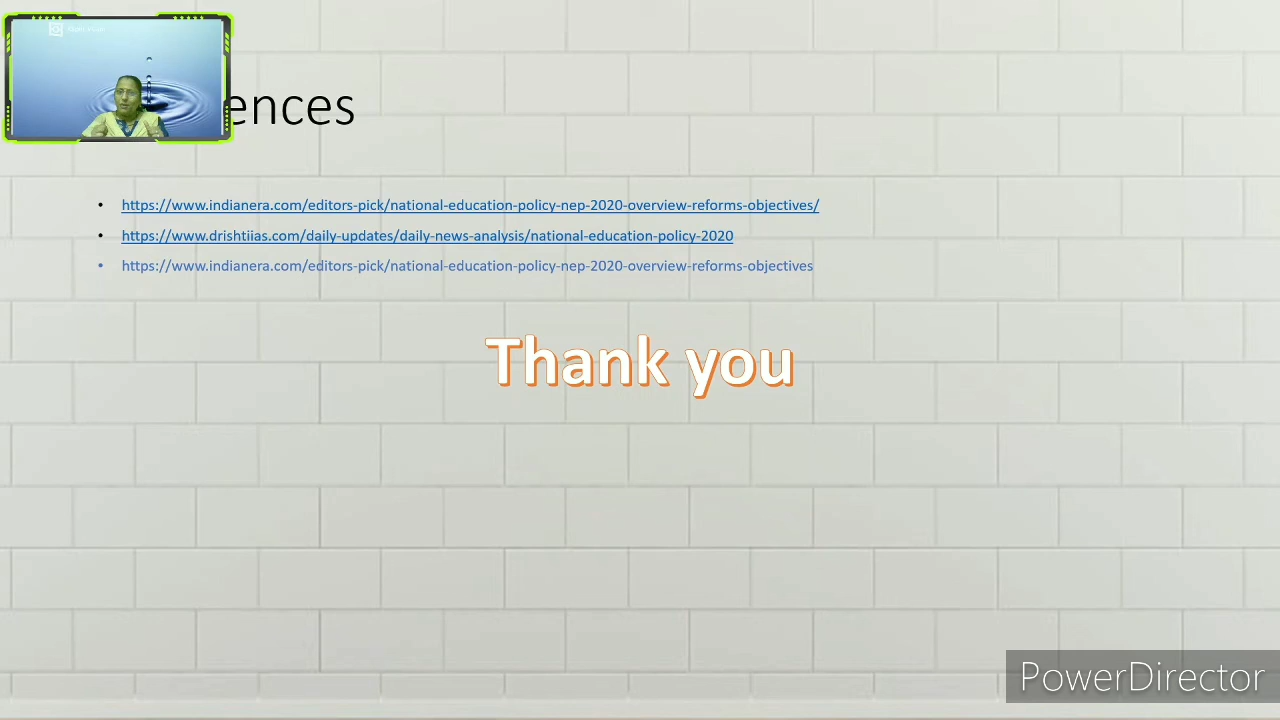 ences
• https://www.indianera.com/editors-pick/national-education-policy-nep-2020-overview-reforms-objectives/
• https://www.drishtiias.com/daily-updates/daily-news-analysis/national-education-policy-2020
• https://www.indianera.com/editors-pick/national-education-policy-nep-2020-overview-reforms-objectives
Thank you
PowerDirector